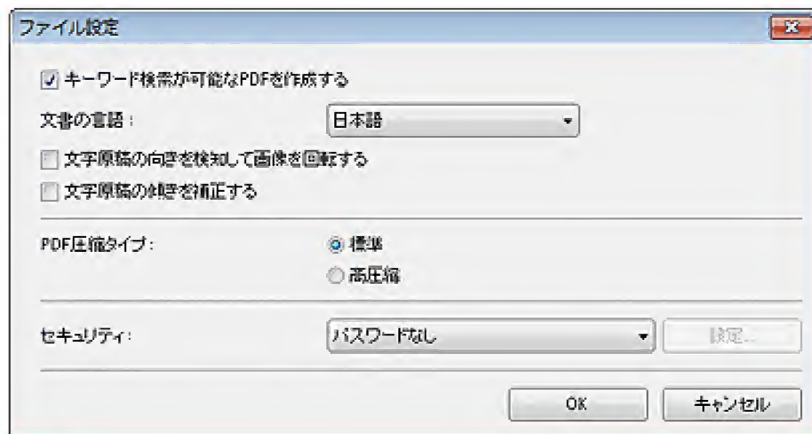 ファイル設定
キーワード検索が可能なPDFを作成する
文書の言語： 日本語
文字原稿の向きを検知して画像を回転する
文字原稿の傾きを補正する
PDF圧縮タイプ： 標準
高圧縮
セキュリティ： パスワードなし 設定...
OK キャンセル